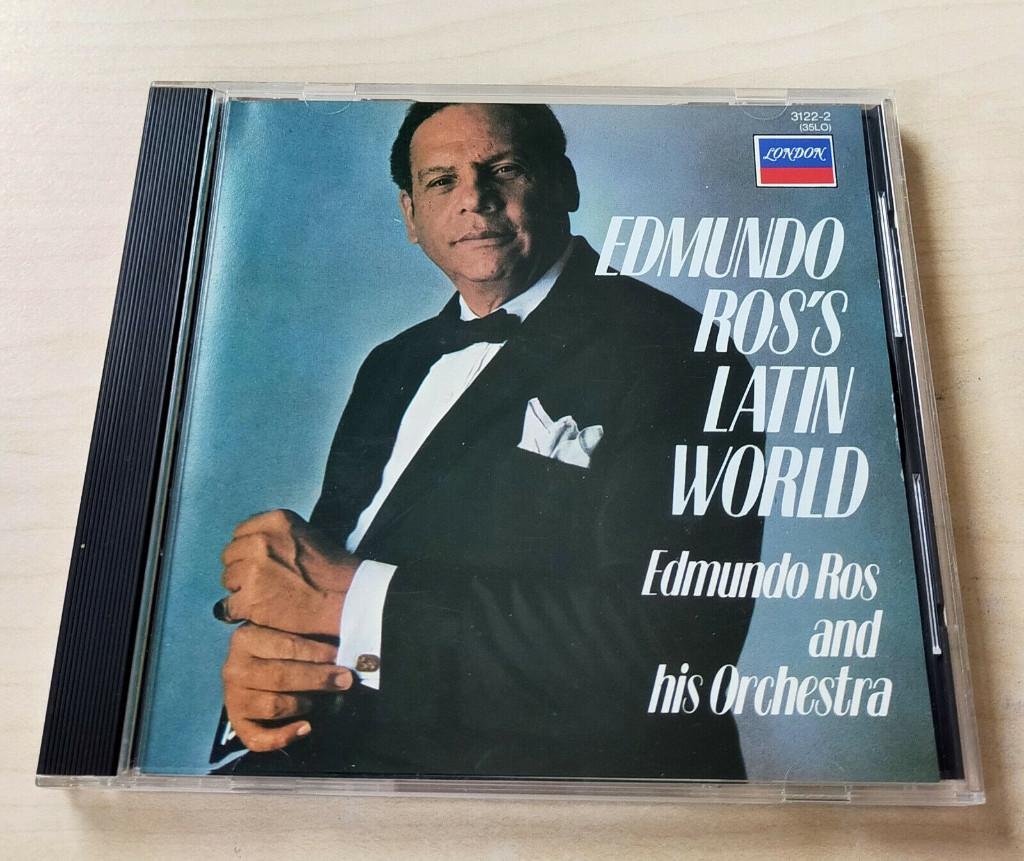 3122-2
(35LO)
LONDON
EDMUNDO
ROS'S
LATIN
WORLD
Edmundo Ros
and
his Orchestra